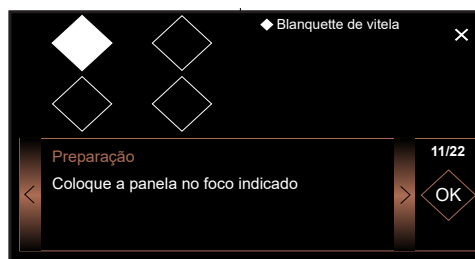 Blanquette de vitela
Preparação
11/22
Coloque a panela no foco indicado
OK